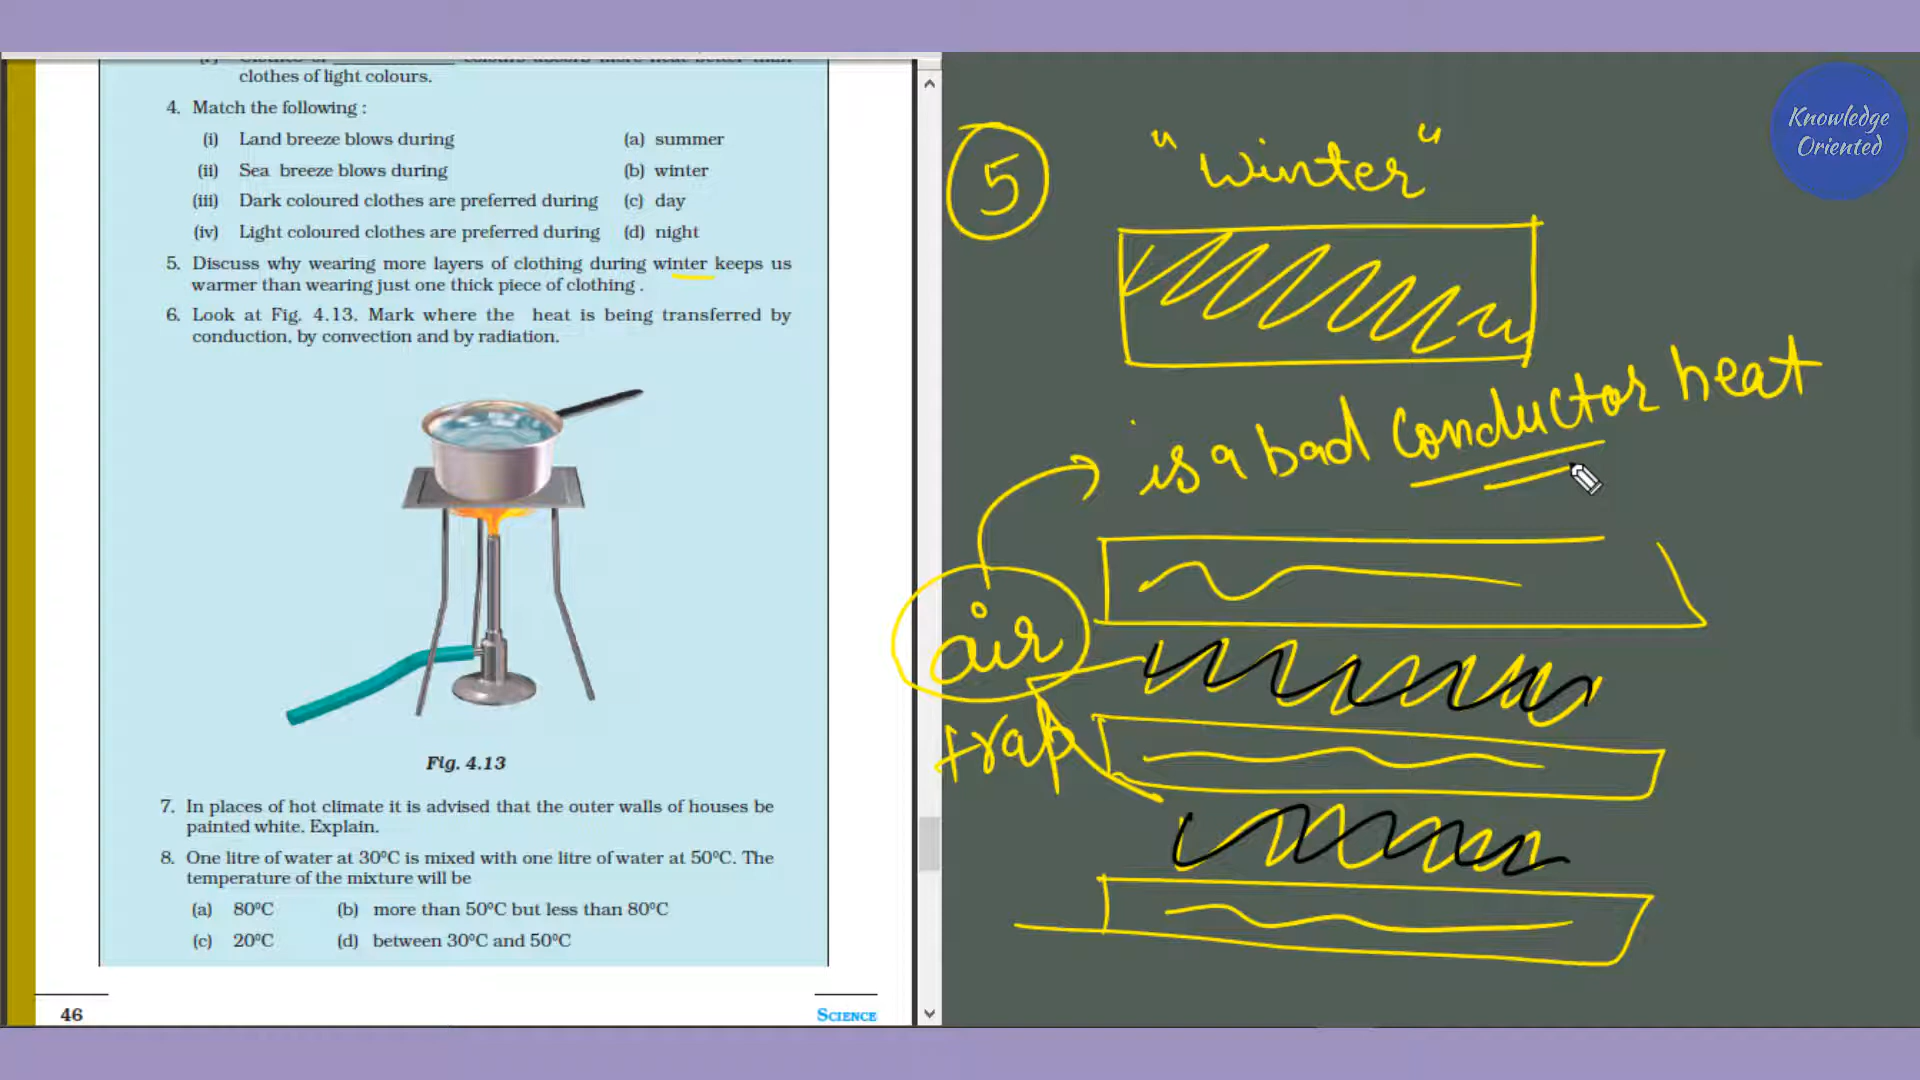 clothes of light colours.
4. Match the following :
(i) Land breeze blows during (a) summer
(ii) Sea breeze blows during (b) winter
(iii) Dark coloured clothes are preferred during (c) day
(iv) Light coloured clothes are preferred during (d) night
5. Discuss why wearing more layers of clothing during winter keeps us
warmer than wearing just one thick piece of clothing .
6. Look at Fig. 4.13. Mark where the heat is being transferred by
conduction, by convection and by radiation.
Fig. 4.13
7. In places of hot climate it is advised that the outer walls of houses be
painted white. Explain.
8. One litre of water at 30°C is mixed with one litre of water at 50°C. The
temperature of the mixture will be
(a) 80°C (b) more than 50°C but less than 80°C
(c) 20°C (d) between 30°C and 50°C
46
SCIENCE
5 "Winter"
is a bad conductor heat
air
trap
Knowledge
Oriented